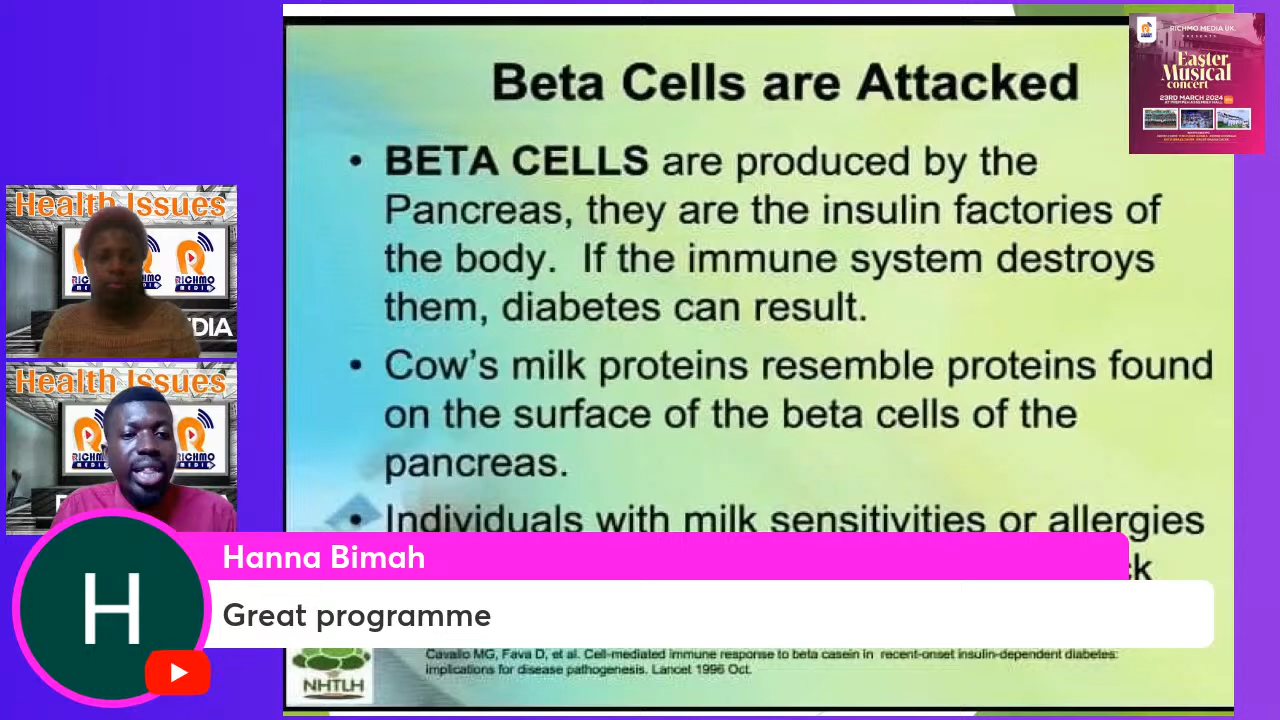 Beta Cells are Attacked
• BETA CELLS are produced by the
Pancreas, they are the insulin factories of
the body.  If the immune system destroys
them, diabetes can result.
• Cow's milk proteins resemble proteins found
on the surface of the beta cells of the
pancreas.
• Individuals with milk sensitivities or allergies
Cavallo MG, Fava D, et al. Cell-mediated immune response to beta casein in recent-onset insulin-dependent diabetes:
implications for disease pathogenesis. Lancet 1996 Oct.
NHTLH
RICHMO MEDIA UK.
PRESENTS
Easter
Musical
concert
23RD MARCH 2024
Health Issues
RICHMO
MEDIA
DIA
Health Issues
RICHMO
MEDIA
RICHMO
MEDIA
H
Hanna Bimah
Great programme